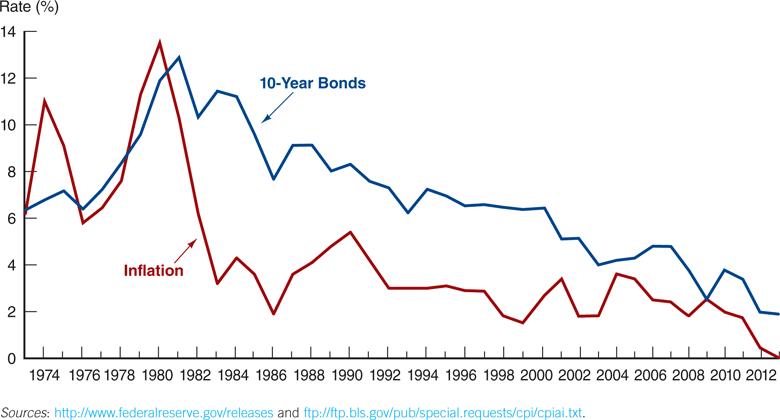 Rate (%)
14
12
10
8
6
4
2
0
10-Year Bonds
Inflation
1974 1976 1978 1980 1982 1984 1986 1988 1990 1992 1994 1996 1998 2000 2002 2004 2006 2008 2010 2012
Sources: http://www.federalreserve.gov/releases and ftp://ftp.bls.gov/pub/special.requests/cpi/cpiai.txt.